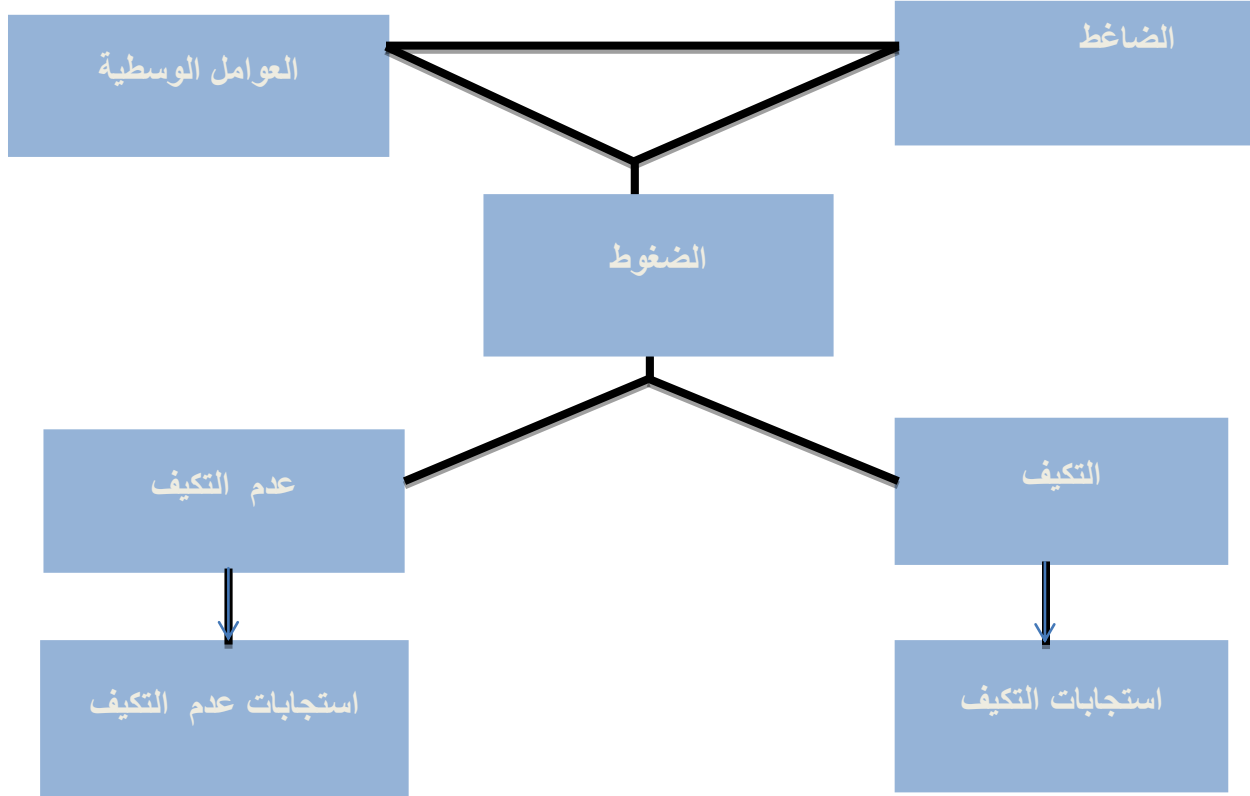 الضاغط
العوامل الوسطية
الضغوط
التكيف
عدم التكيف
استجابات التكيف
استجابات عدم التكيف